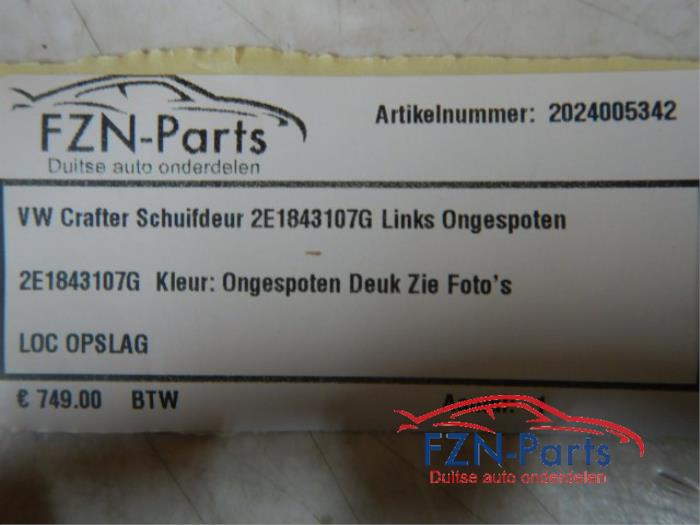 FZN-Parts
Duitse auto onderdelen
Artikelnummer: 2024005342
VW Crafter Schuifdeur 2E1843107G Links Ongespoten
2E1843107G Kleur: Ongespoten Deuk Zie Foto's
LOC OPSLAG
€ 749.00 BTW
FZN-Parts
Duitse auto onderdelen